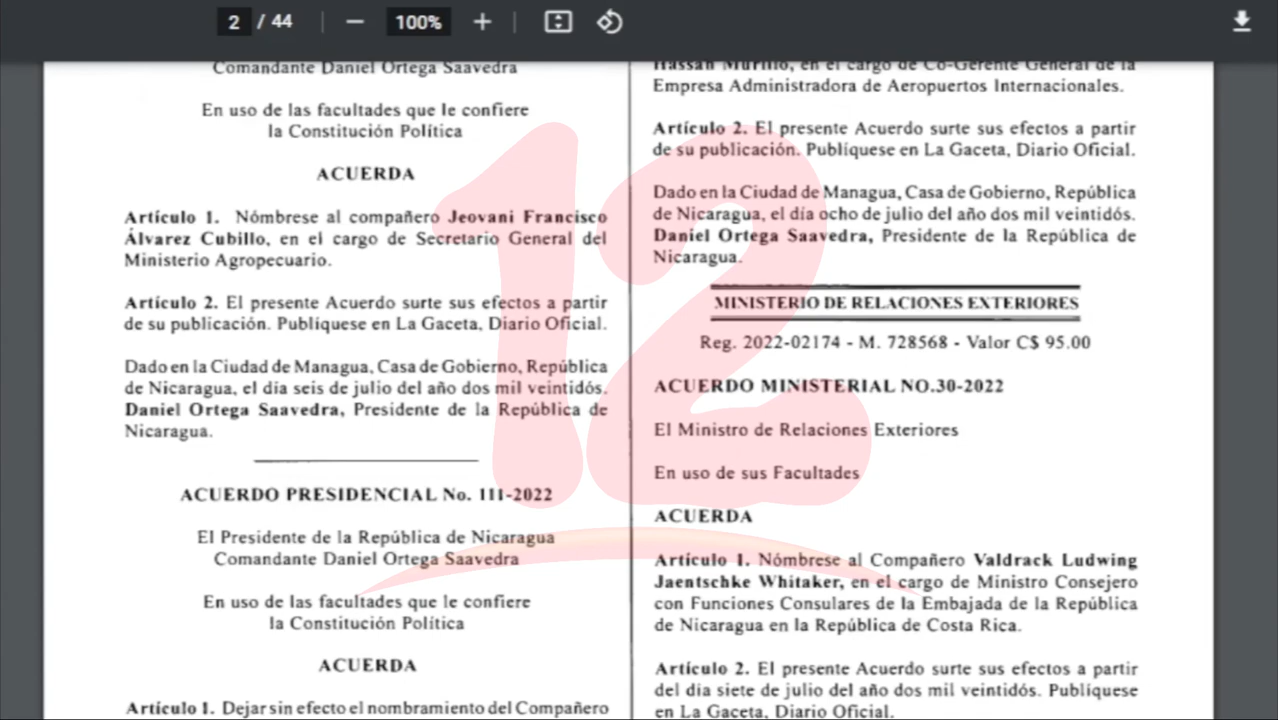 2 / 44
100%
Comandante Daniel Ortega Saavedra
En uso de las facultades que le confiere
la Constitución Política
ACUERDA
Artículo 1. Nómbrese al compañero Jeovani Francisco
Álvarez Cubillo, en el cargo de Secretario General del
Ministerio Agropecuario.
Artículo 2. El presente Acuerdo surte sus efectos a partir
de su publicación. Publíquese en La Gaceta, Diario Oficial.
Dado en la Ciudad de Managua, Casa de Gobierno, República
de Nicaragua, el día seis de julio del año dos mil veintidós.
Daniel Ortega Saavedra, Presidente de la República de
Nicaragua.
ACUERDO PRESIDENCIAL No. 111-2022
El Presidente de la República de Nicaragua
Comandante Daniel Ortega Saavedra
En uso de las facultades que le confiere
la Constitución Política
ACUERDA
Artículo 1. Dejar sin efecto el nombramiento del Compañero
Hassan Murillo, en el cargo de Co-Gerente General de la
Empresa Administradora de Aeropuertos Internacionales.
Artículo 2. El presente Acuerdo surte sus efectos a partir
de su publicación. Publíquese en La Gaceta, Diario Oficial.
Dado en la Ciudad de Managua, Casa de Gobierno, República
de Nicaragua, el día ocho de julio del año dos mil veintidós.
Daniel Ortega Saavedra, Presidente de la República de
Nicaragua.
MINISTERIO DE RELACIONES EXTERIORES
Reg. 2022-02174 - M. 728568 - Valor C$ 95.00
ACUERDO MINISTERIAL NO.30-2022
El Ministro de Relaciones Exteriores
En uso de sus Facultades
ACUERDA
Artículo 1. Nómbrese al Compañero Valdrack Ludwing
Jaentschke Whitaker, en el cargo de Ministro Consejero
con Funciones Consulares de la Embajada de la República
de Nicaragua en la República de Costa Rica.
Artículo 2. El presente Acuerdo surte sus efectos a partir
del día siete de julio del año dos mil veintidós. Publíquese
en La Gaceta, Diario Oficial.
12